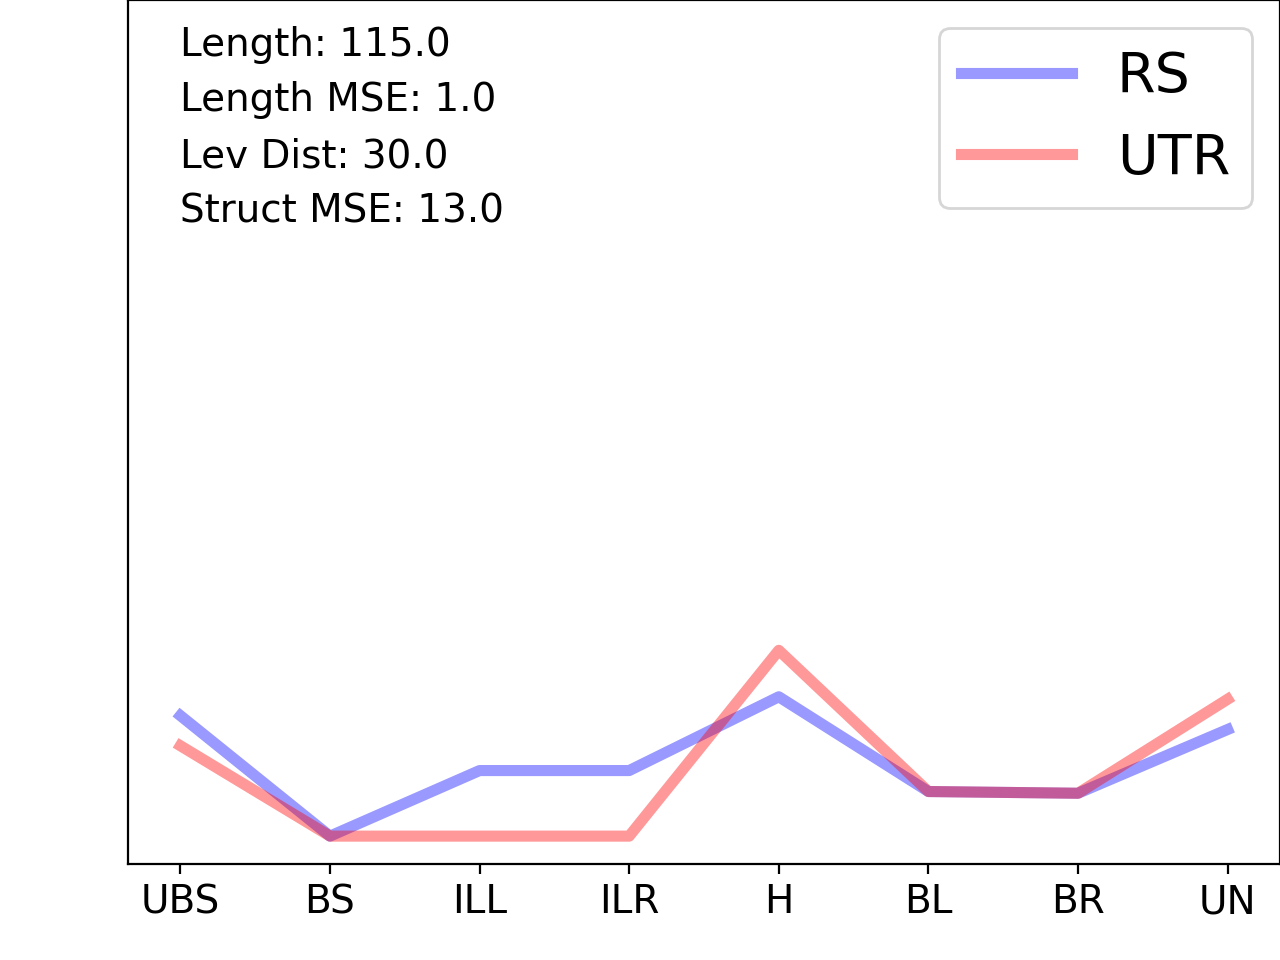 Length: 115.0
Length MSE: 1.0
Lev Dist: 30.0
Struct MSE: 13.0
RS
UTR
UBS BS ILL ILR H BL BR UN